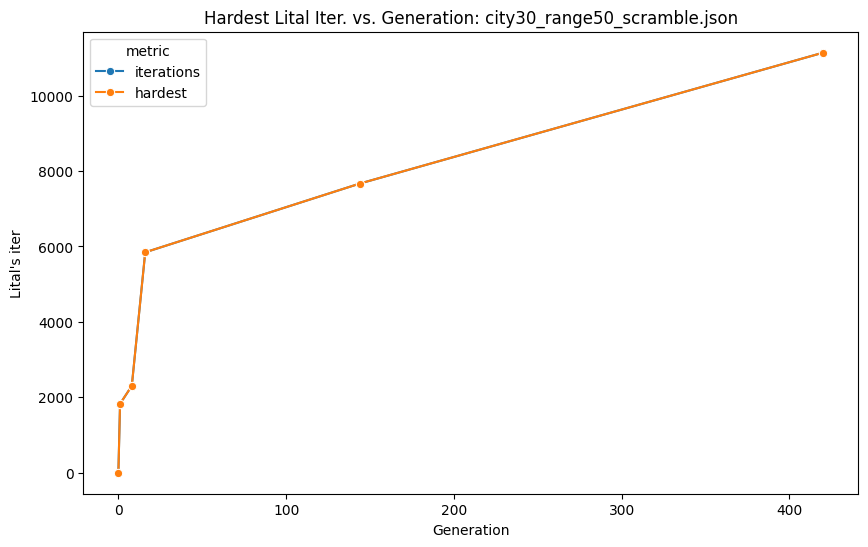 Hardest Lital Iter. vs. Generation: city30_range50_scramble.json
metric
iterations
hardest
10000
8000
6000
4000
2000
0
Lital's iter
0 100 200 300 400
Generation